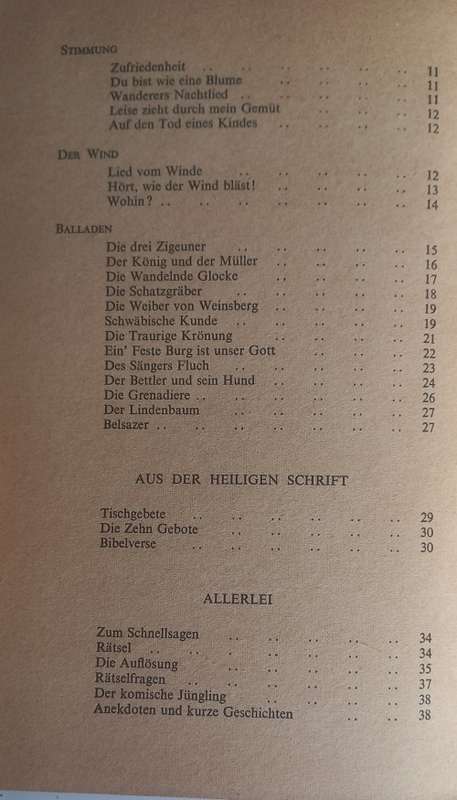 STIMMUNG
Zufriedenheit .. .. .. .. .. .. 11
Du bist wie eine Blume .. .. .. .. 11
Wanderers Nachtlied .. .. .. .. .. 11
Leise zieht durch mein Gemüt .. .. .. 12
Auf den Tod eines Kindes .. .. .. .. 12
DER WIND
Lied vom Winde .. .. .. .. .. 12
Hört, wie der Wind bläst! .. .. .. .. 13
Wohin? .. .. .. .. .. .. .. 14
BALLADEN
Die drei Zigeuner .. .. .. .. .. 15
Der König und der Müller .. .. .. .. 16
Die Wandelnde Glocke .. .. .. .. 17
Die Schatzgräber .. .. .. .. .. 18
Die Weiber von Weinsberg .. .. .. .. 19
Schwäbische Kunde .. .. .. .. .. 19
Die Traurige Krönung .. .. .. .. 21
Ein' Feste Burg ist unser Gott .. .. .. 22
Des Sängers Fluch .. .. .. .. .. 23
Der Bettler und sein Hund .. .. .. .. 24
Die Grenadiere .. .. .. .. .. .. 26
Der Lindenbaum .. .. .. .. .. 27
Belsazer .. .. .. .. .. .. .. 27
AUS DER HEILIGEN SCHRIFT
Tischgebete .. .. .. .. .. .. 29
Die Zehn Gebote .. .. .. .. .. 30
Bibelverse .. .. .. .. .. .. 30
ALLERLEI
Zum Schnellsagen .. .. .. .. .. 34
Rätsel .. .. . .. .. .. .. 34
Die Auflösung .. .. .. .. .. 35
Rätselfragen .. .. .. .. .. .. 37
Der komische Jüngling .. .. .. .. 38
Anekdoten und kurze Geschichten .. .. 38